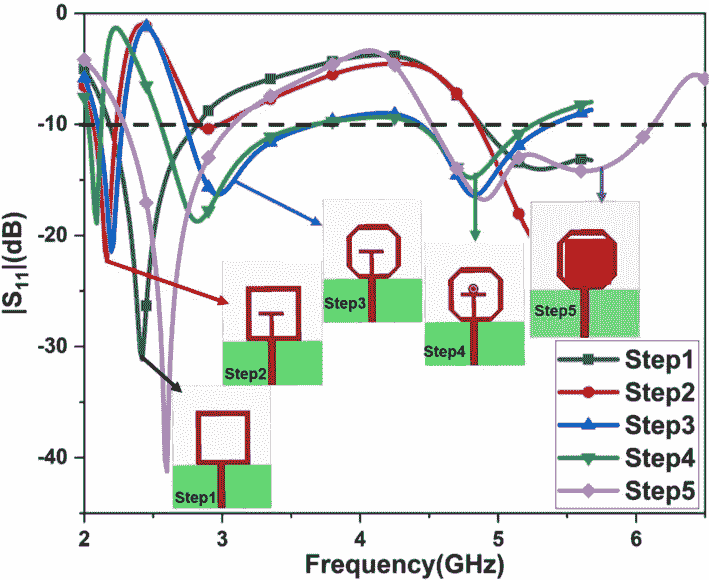 0
-10
-20
-30
-40
|S11|(dB)
2
3
4
5
6
Frequency(GHz)
Step1
Step2
Step3
Step4
Step5
Step1
Step2
Step3
Step4
Step5